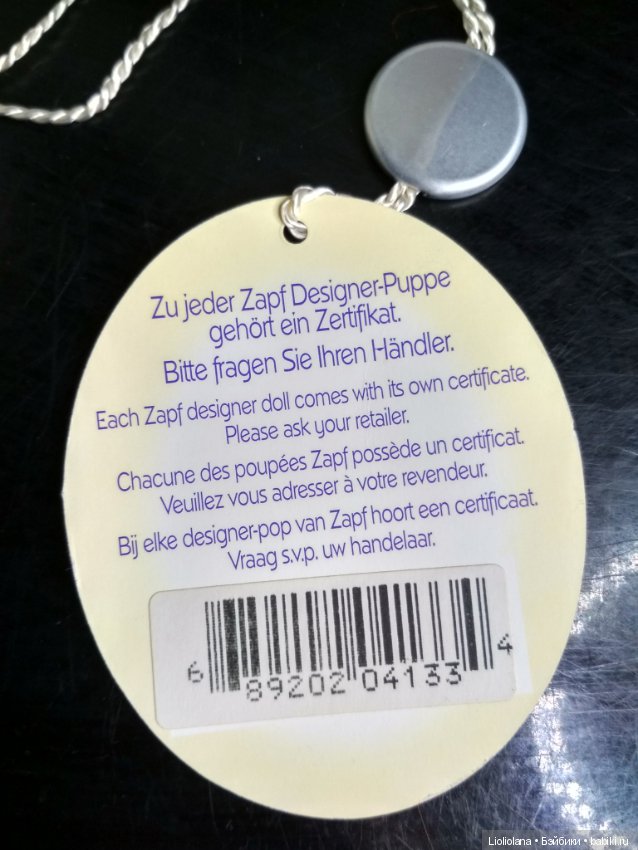 Zu jeder Zapf Designer-Puppe
gehört ein Zertifikat.
Bitte fragen Sie Ihren Händler.
Each Zapf designer doll comes with its own certificate.
Please ask your retailer.
Chacune des poupées Zapf possède un certificat.
Veuillez vous adresser à votre revendeur.
Bij elke designer-pop van Zapf hoort een certificaat.
Vraag s.v.p. uw handelaar.
6 89202 04133 4
Lioliolana • Бэйбики • babiki.ru